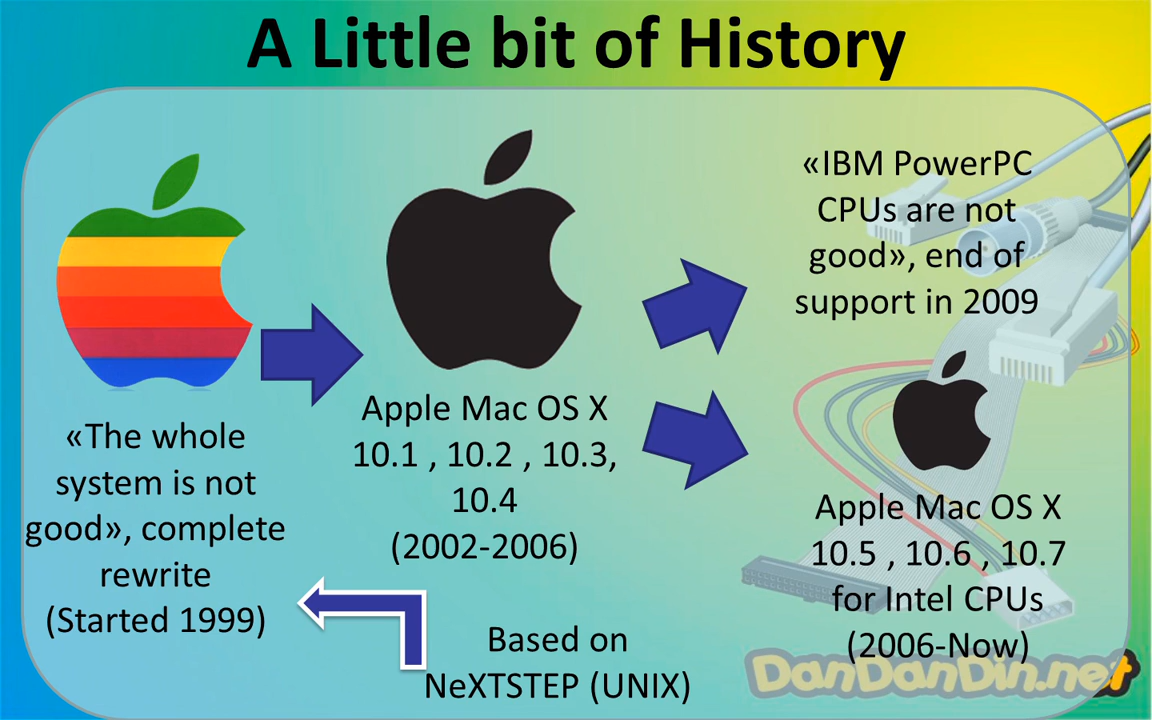 A Little bit of History
«The whole
system is not
good», complete
rewrite
(Started 1999)
Apple Mac OS X
10.1 , 10.2 , 10.3,
10.4
(2002-2006)
Based on
NeXTSTEP (UNIX)
«IBM PowerPC
CPUs are not
good», end of
support in 2009
Apple Mac OS X
10.5 , 10.6 , 10.7
for Intel CPUs
(2006-Now)
DanDanDin.net